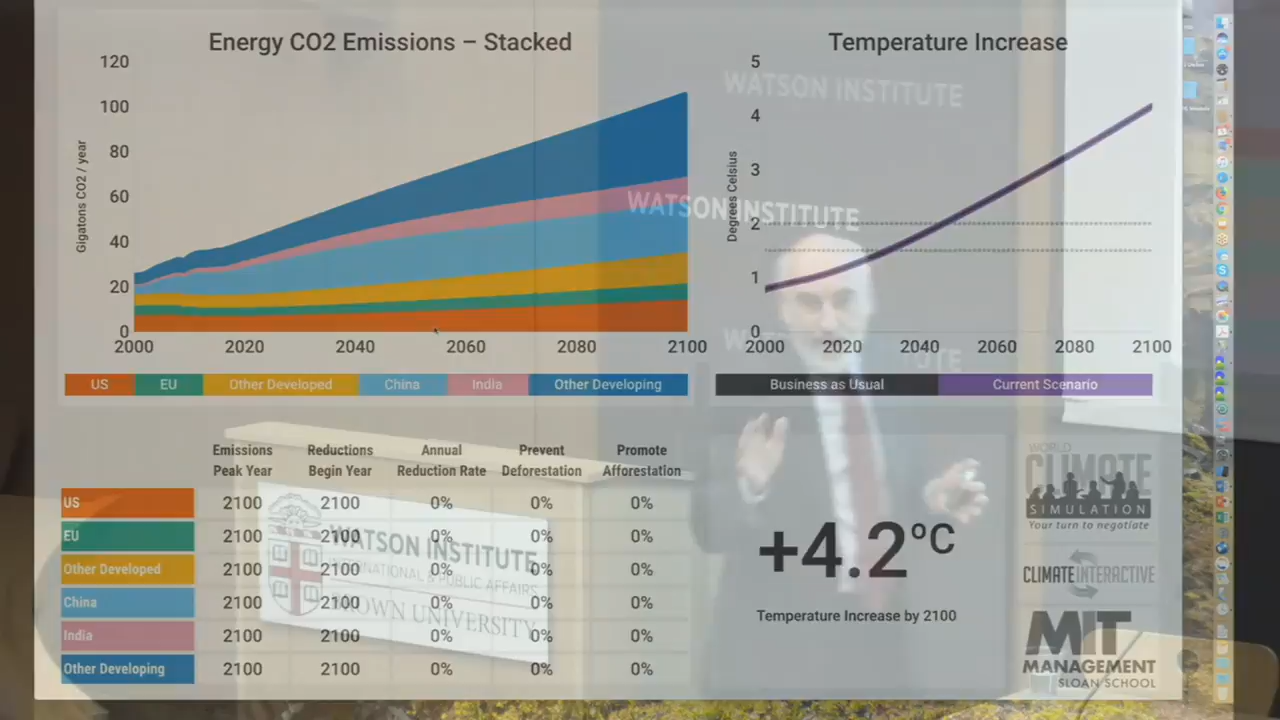 Energy CO2 Emissions – Stacked
120
100
80
60
40
20
0
Gigatons CO2 / year
2000 2020 2040 2060 2080 2100
US EU Other Developed China India Other Developing
Temperature Increase
5
4
3
2
1
0
Degrees Celsius
2000 2020 2040 2060 2080 2100
Business as Usual Current Scenario
WATSON INSTITUTE
WATSON INSTITUTE
Emissions Reductions Annual Prevent Promote
Peak Year Begin Year Reduction Rate Deforestation Afforestation
US 2100 2100 0% 0% 0%
EU 2100 2100 0% 0% 0%
Other Developed 2100 2100 0% 0% 0%
China 2100 2100 0% 0% 0%
India 2100 2100 0% 0% 0%
Other Developing 2100 2100 0% 0% 0%
WATSON INSTITUTE
INTERNATIONAL & PUBLIC AFFAIRS
BROWN UNIVERSITY
+4.2°C
Temperature Increase by 2100
WORLD
CLIMATE
SIMULATION
Your turn to negotiate
CLIMATE INTERACTIVE
MIT
MANAGEMENT
SLOAN SCHOOL